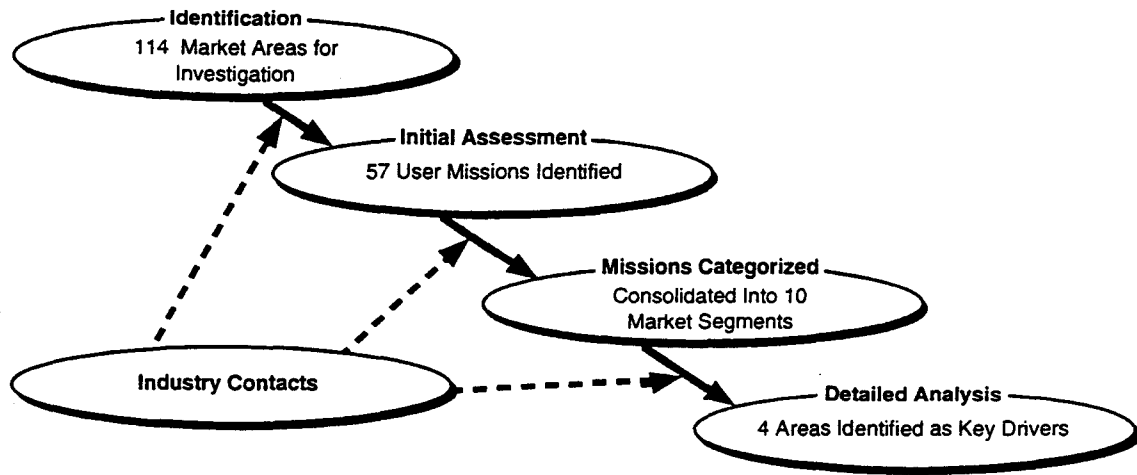 Identification
114 Market Areas for
Investigation
Initial Assessment
57 User Missions Identified
Missions Categorized
Consolidated Into 10
Market Segments
Industry Contacts
Detailed Analysis
4 Areas Identified as Key Drivers